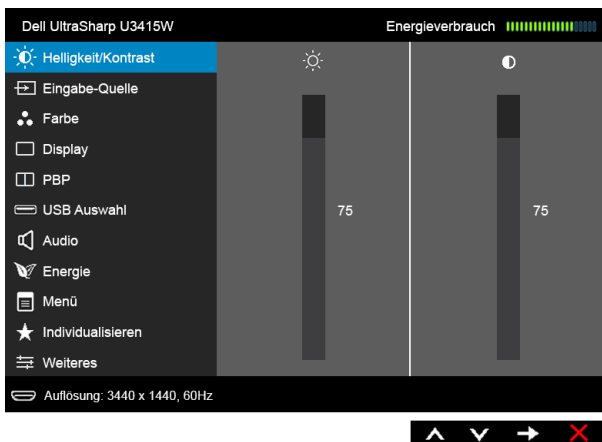 Dell UltraSharp U3415W
Energieverbrauch
Helligkeit/Kontrast
Eingabe-Quelle
Farbe
Display
PBP
USB Auswahl
Audio
Energie
Menü
Individualisieren
Weiteres
75
75
Auflösung: 3440 x 1440, 60Hz